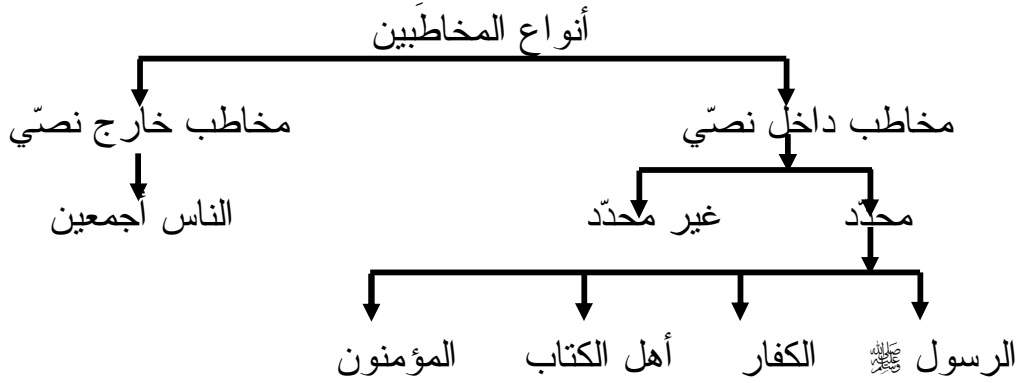 أنواع المخاطَبين
مخاطب داخل نصّي مخاطب خارج نصّي
محدّد غير محدّد الناس أجمعين
الرسول ﷺ الكفار أهل الكتاب المؤمنون